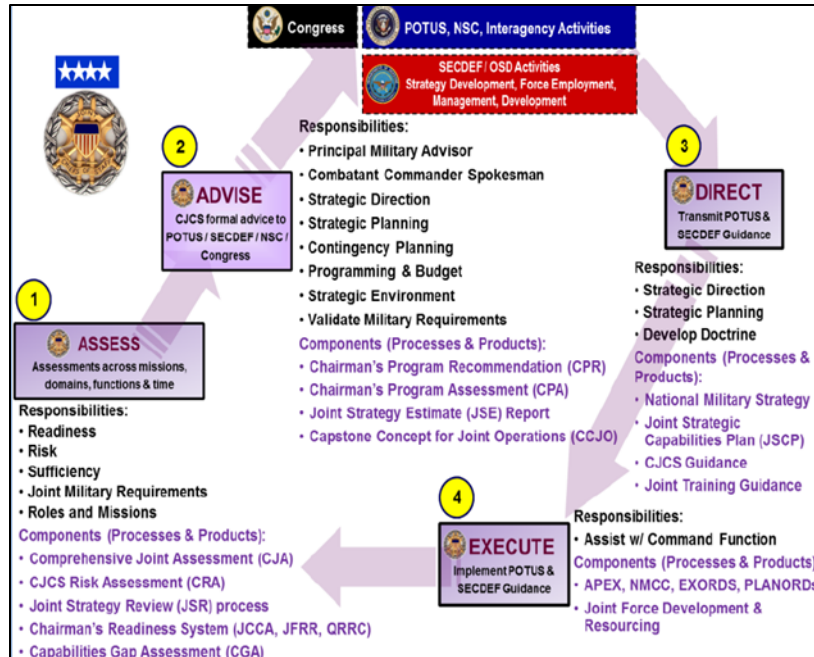 Congress
POTUS, NSC, Interagency Activities
SECDEF / OSD Activities
Strategy Development, Force Employment,
Management, Development
2
ADVISE
CJCS formal advice to
POTUS / SECDEF / NSC /
Congress
Responsibilities:
• Principal Military Advisor
• Combatant Commander Spokesman
• Strategic Direction
• Strategic Planning
• Contingency Planning
• Programming & Budget
• Strategic Environment
• Validate Military Requirements
Components (Processes & Products):
• Chairman's Program Recommendation (CPR)
• Chairman's Program Assessment (CPA)
• Joint Strategy Estimate (JSE) Report
• Capstone Concept for Joint Operations (CCJO)
3
DIRECT
Transmit POTUS &
SECDEF Guidance
Responsibilities:
• Strategic Direction
• Strategic Planning
• Develop Doctrine
Components (Processes &
Products):
• National Military Strategy
• Joint Strategic
Capabilities Plan (JSCP)
• CJCS Guidance
• Joint Training Guidance
1
ASSESS
Assessments across missions,
domains, functions & time
Responsibilities:
• Readiness
• Risk
• Sufficiency
• Joint Military Requirements
• Roles and Missions
Components (Processes & Products):
• Comprehensive Joint Assessment (CJA)
• CJCS Risk Assessment (CRA)
• Joint Strategy Review (JSR) process
• Chairman's Readiness System (JCCA, JFRR, QRRC)
• Capabilities Gap Assessment (CGA)
4
EXECUTE
Implement POTUS &
SECDEF Guidance
Responsibilities:
• Assist w/ Command Function
Components (Processes & Products)
• APEX, NMCC, EXORDS, PLANORDs
• Joint Force Development &
Resourcing